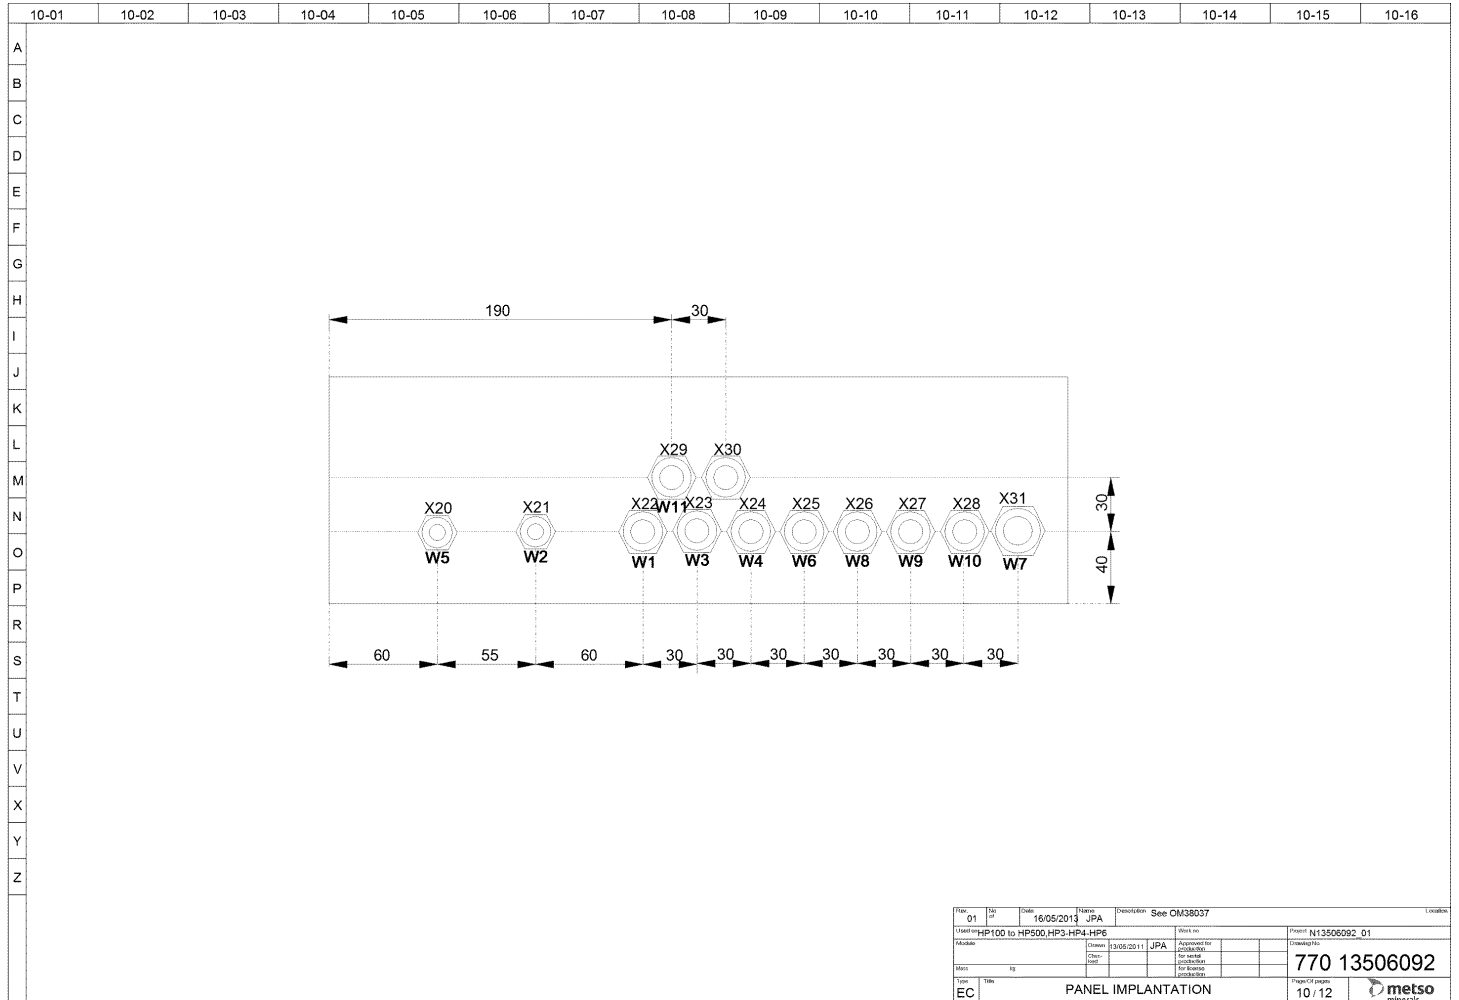 10-01 10-02 10-03 10-04 10-05 10-06 10-07 10-08 10-09 10-10 10-11 10-12 10-13 10-14 10-15 10-16
A
B
C
D
E
F
G
H
I
J
K
L
M
N
O
P
R
S
T
U
V
X
Y
Z
190 30
X29 X30
W11
X20 X21 X22 X23 X24 X25 X26 X27 X28 X31
W5 W2 W1 W3 W4 W6 W8 W9 W10 W7
30
40
60 55 60 30 30 30 30 30 30 30
Rev. No of Date Name Description See OM38037 Location
01 16/05/2013 JPA
Used on HP100 to HP500,HP3-HP4-HP6 Work no Project N13506092_01
Module Drawn 13/05/2011 JPA Approved for production Drawing No
Chec-ked for serial production 770 13506092
Mass kg for license production
Type Title Page/Of pages
EC PANEL IMPLANTATION 10 / 12 metso
minerals